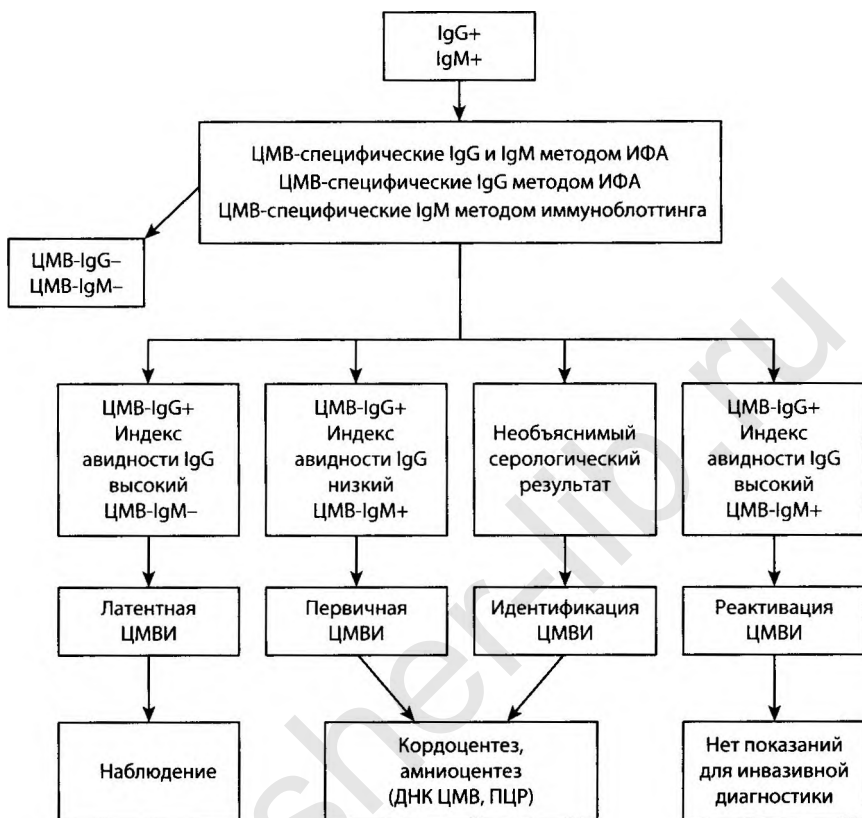 IgG+
IgM+
ЦМВ-специфические IgG и IgM методом ИФА
ЦМВ-специфические IgG методом ИФА
ЦМВ-специфические IgM методом иммуноблоттинга
ЦМВ-IgG–
ЦМВ-IgM–
ЦМВ-IgG+
Индекс
авидности IgG
высокий
ЦМВ-IgM–
ЦМВ-IgG+
Индекс
авидности IgG
низкий
ЦМВ-IgM+
Необъяснимый
серологический
результат
ЦМВ-IgG+
Индекс
авидности IgG
высокий
ЦМВ-IgM+
Латентная
ЦМВИ
Первичная
ЦМВИ
Идентификация
ЦМВИ
Реактивация
ЦМВИ
Наблюдение
Кордоцентез,
амниоцентез
(ДНК ЦМВ, ПЦР)
Нет показаний
для инвазивной
диагностики
sher-lib.ru